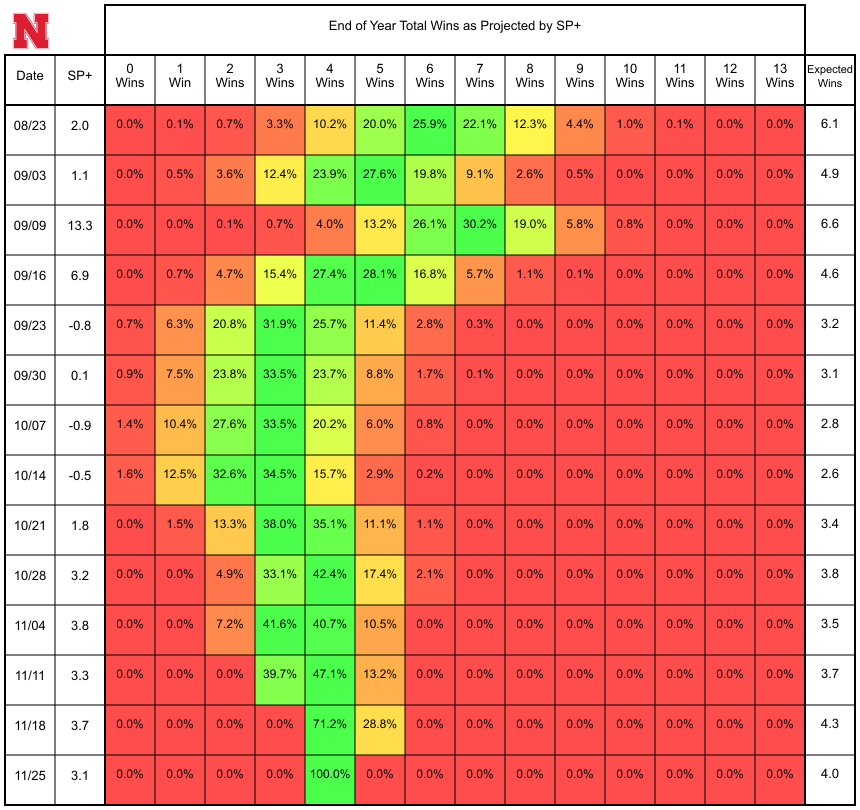 N
End of Year Total Wins as Projected by SP+
Date SP+ 0 Wins 1 Win 2 Wins 3 Wins 4 Wins 5 Wins 6 Wins 7 Wins 8 Wins 9 Wins 10 Wins 11 Wins 12 Wins 13 Wins Expected Wins
08/23 2.0 0.0% 0.1% 0.7% 3.3% 10.2% 20.0% 25.9% 22.1% 12.3% 4.4% 1.0% 0.1% 0.0% 0.0% 6.1
09/03 1.1 0.0% 0.5% 3.6% 12.4% 23.9% 27.6% 19.8% 9.1% 2.6% 0.5% 0.0% 0.0% 0.0% 0.0% 4.9
09/09 13.3 0.0% 0.0% 0.1% 0.7% 4.0% 13.2% 26.1% 30.2% 19.0% 5.8% 0.8% 0.0% 0.0% 0.0% 6.6
09/16 6.9 0.0% 0.7% 4.7% 15.4% 27.4% 28.1% 16.8% 5.7% 1.1% 0.1% 0.0% 0.0% 0.0% 0.0% 4.6
09/23 -0.8 0.7% 6.3% 20.8% 31.9% 25.7% 11.4% 2.8% 0.3% 0.0% 0.0% 0.0% 0.0% 0.0% 0.0% 3.2
09/30 0.1 0.9% 7.5% 23.8% 33.5% 23.7% 8.8% 1.7% 0.1% 0.0% 0.0% 0.0% 0.0% 0.0% 0.0% 3.1
10/07 -0.9 1.4% 10.4% 27.6% 33.5% 20.2% 6.0% 0.8% 0.0% 0.0% 0.0% 0.0% 0.0% 0.0% 0.0% 2.8
10/14 -0.5 1.6% 12.5% 32.6% 34.5% 15.7% 2.9% 0.2% 0.0% 0.0% 0.0% 0.0% 0.0% 0.0% 0.0% 2.6
10/21 1.8 0.0% 1.5% 13.3% 38.0% 35.1% 11.1% 1.1% 0.0% 0.0% 0.0% 0.0% 0.0% 0.0% 0.0% 3.4
10/28 3.2 0.0% 0.0% 4.9% 33.1% 42.4% 17.4% 2.1% 0.0% 0.0% 0.0% 0.0% 0.0% 0.0% 0.0% 3.8
11/04 3.8 0.0% 0.0% 7.2% 41.6% 40.7% 10.5% 0.0% 0.0% 0.0% 0.0% 0.0% 0.0% 0.0% 0.0% 3.5
11/11 3.3 0.0% 0.0% 0.0% 39.7% 47.1% 13.2% 0.0% 0.0% 0.0% 0.0% 0.0% 0.0% 0.0% 0.0% 3.7
11/18 3.7 0.0% 0.0% 0.0% 0.0% 71.2% 28.8% 0.0% 0.0% 0.0% 0.0% 0.0% 0.0% 0.0% 0.0% 4.3
11/25 3.1 0.0% 0.0% 0.0% 0.0% 100.0% 0.0% 0.0% 0.0% 0.0% 0.0% 0.0% 0.0% 0.0% 0.0% 4.0